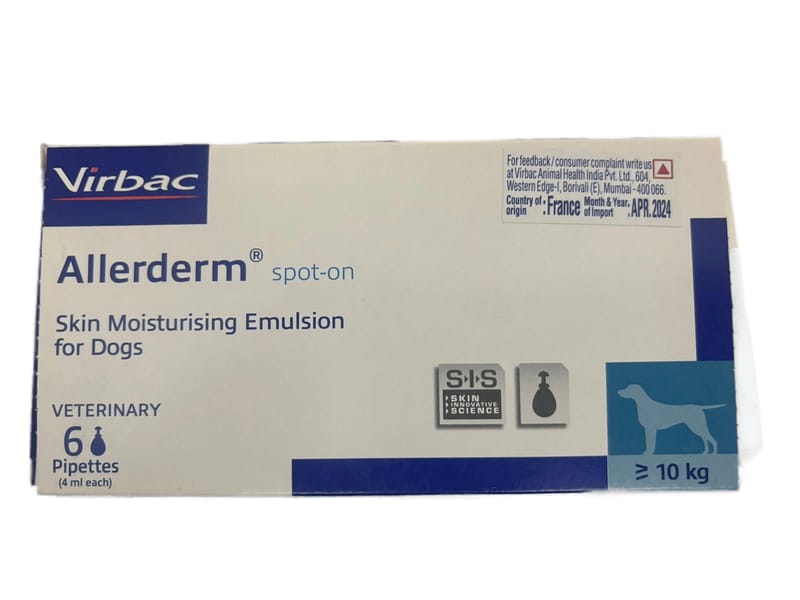 Virbac
For feedback / consumer complaint write us
at Virbac Animal Health India Pvt. Ltd., 604,
Western Edge-I, Borivali (E), Mumbai - 400 066.
Country of origin : France Month & Year of Import : APR. 2024
Allerderm® spot-on
Skin Moisturising Emulsion
for Dogs
S•I•S
SKIN
INNOVATIVE
SCIENCE
VETERINARY
6
Pipettes
(4 ml each)
≥ 10 kg